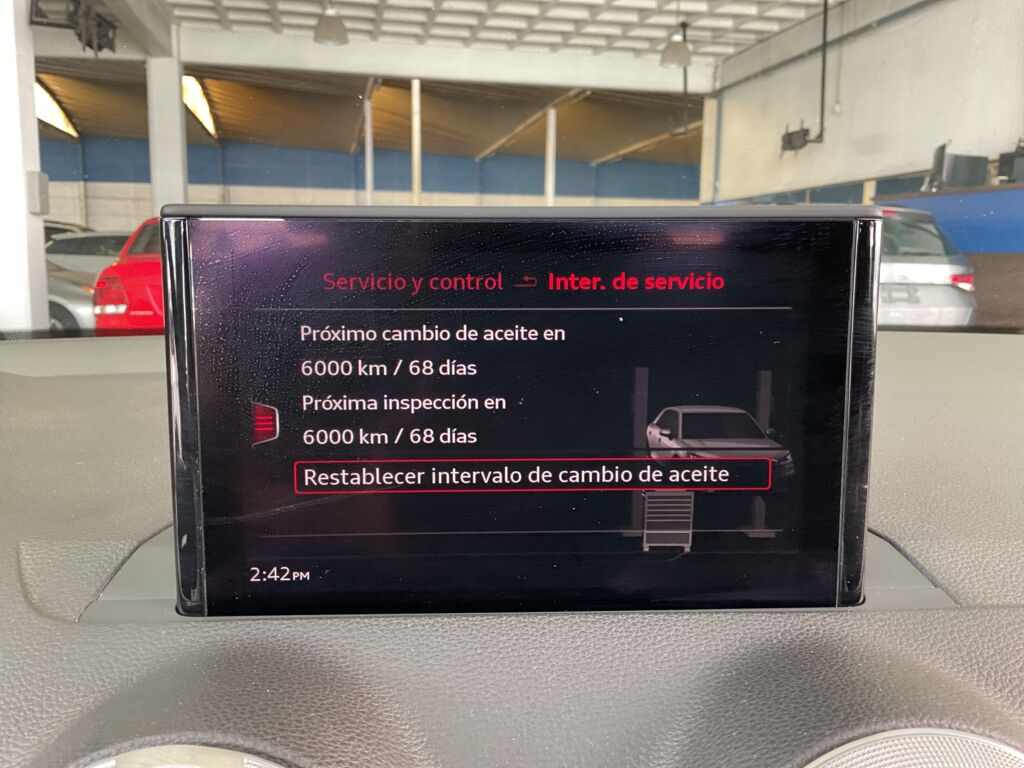 Servicio y control Inter. de servicio
Próximo cambio de aceite en
6000 km / 68 días
Próxima inspección en
6000 km / 68 días
Restablecer intervalo de cambio de aceite
2:42PM